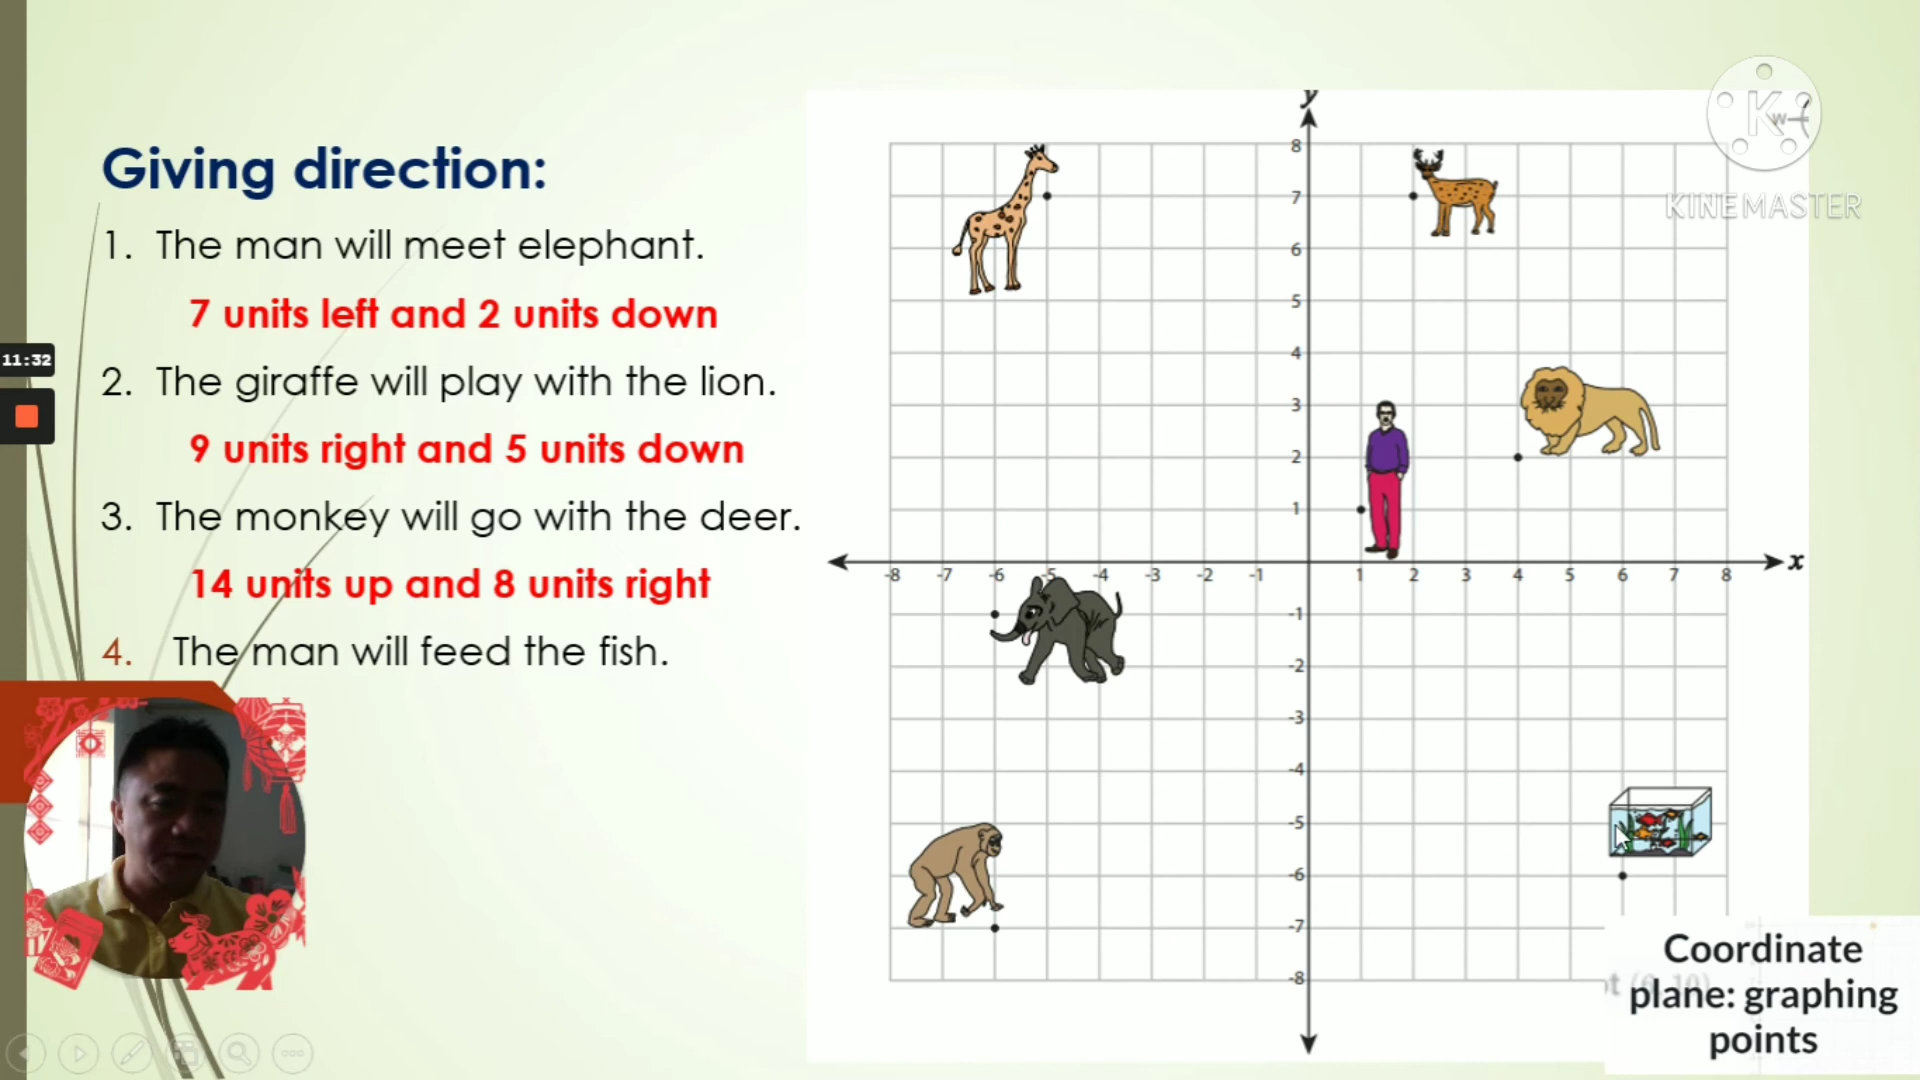 Giving direction:
1. The man will meet elephant.
7 units left and 2 units down
2. The giraffe will play with the lion.
9 units right and 5 units down
3. The monkey will go with the deer.
14 units up and 8 units right
4. The man will feed the fish.
11:32
y
8
7
6
5
4
3
2
1
-8 -7 -6 -5 -4 -3 -2 -1 1 2 3 4 5 6 7 8 x
-1
-2
-3
-4
-5
-6
-7
-8
K
KINEMASTER
Coordinate
plane: graphing
points